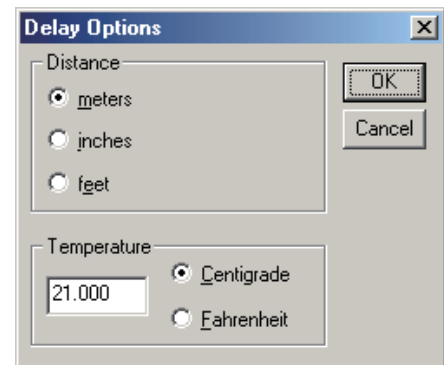 Delay Options
Distance
meters
inches
feet
OK
Cancel
Temperature
21.000
Centigrade
Fahrenheit